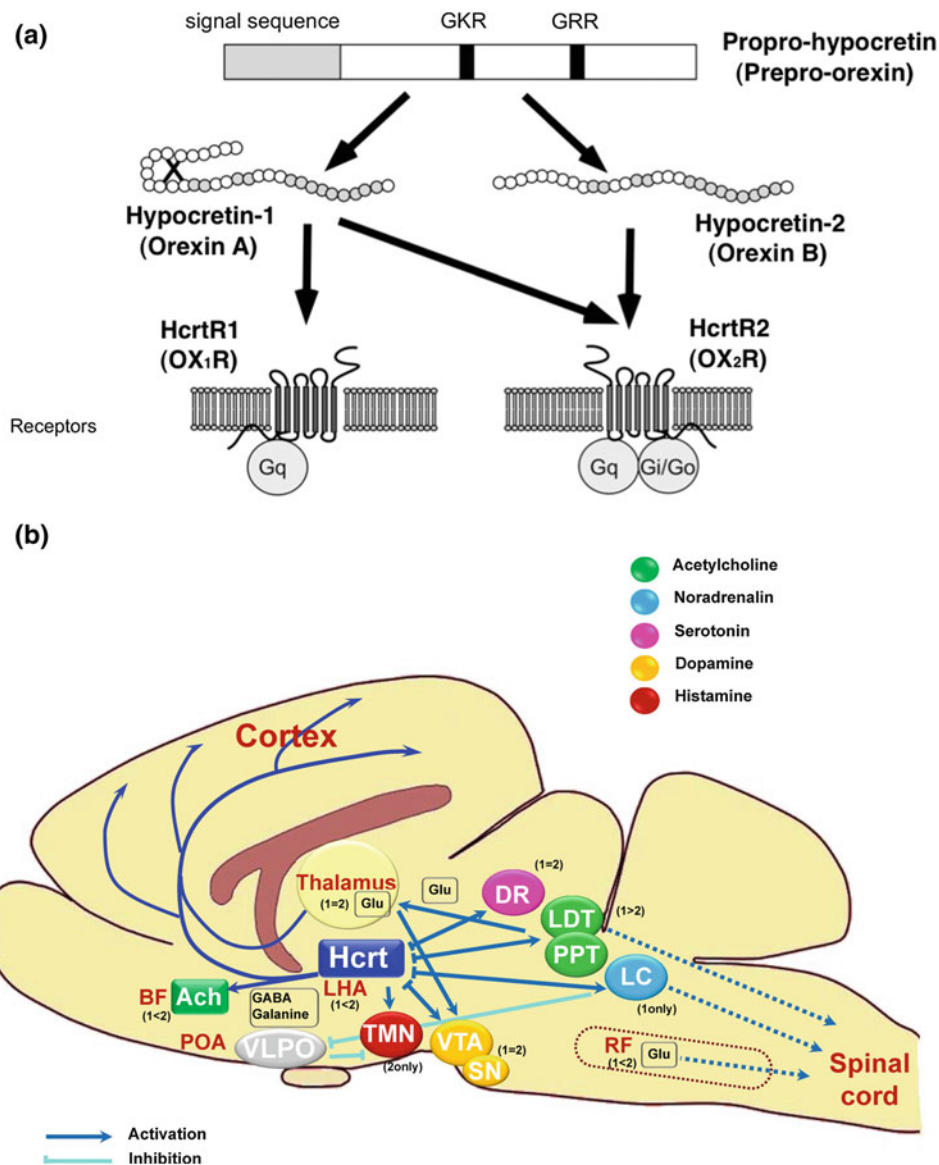 (a)
signal sequence
GKR
GRR
Propro-hypocretin
(Prepro-orexin)
Hypocretin-1
(Orexin A)
Hypocretin-2
(Orexin B)
HcrtR1
(OX1R)
HcrtR2
(OX2R)
Receptors
Gq
Gq
Gi/Go
(b)
Acetylcholine
Noradrenalin
Serotonin
Dopamine
Histamine
Cortex
Thalamus
(1=2)
Glu
Glu
DR
(1=2)
LDT
(1>2)
PPT
Hcrt
LHA
(1<2)
LC
(1only)
BF
(1<2)
Ach
GABA
Galanine
POA
VLPO
TMN
(2only)
VTA
SN
(1=2)
RF
(1<2)
Glu
Spinal
cord
Activation
Inhibition